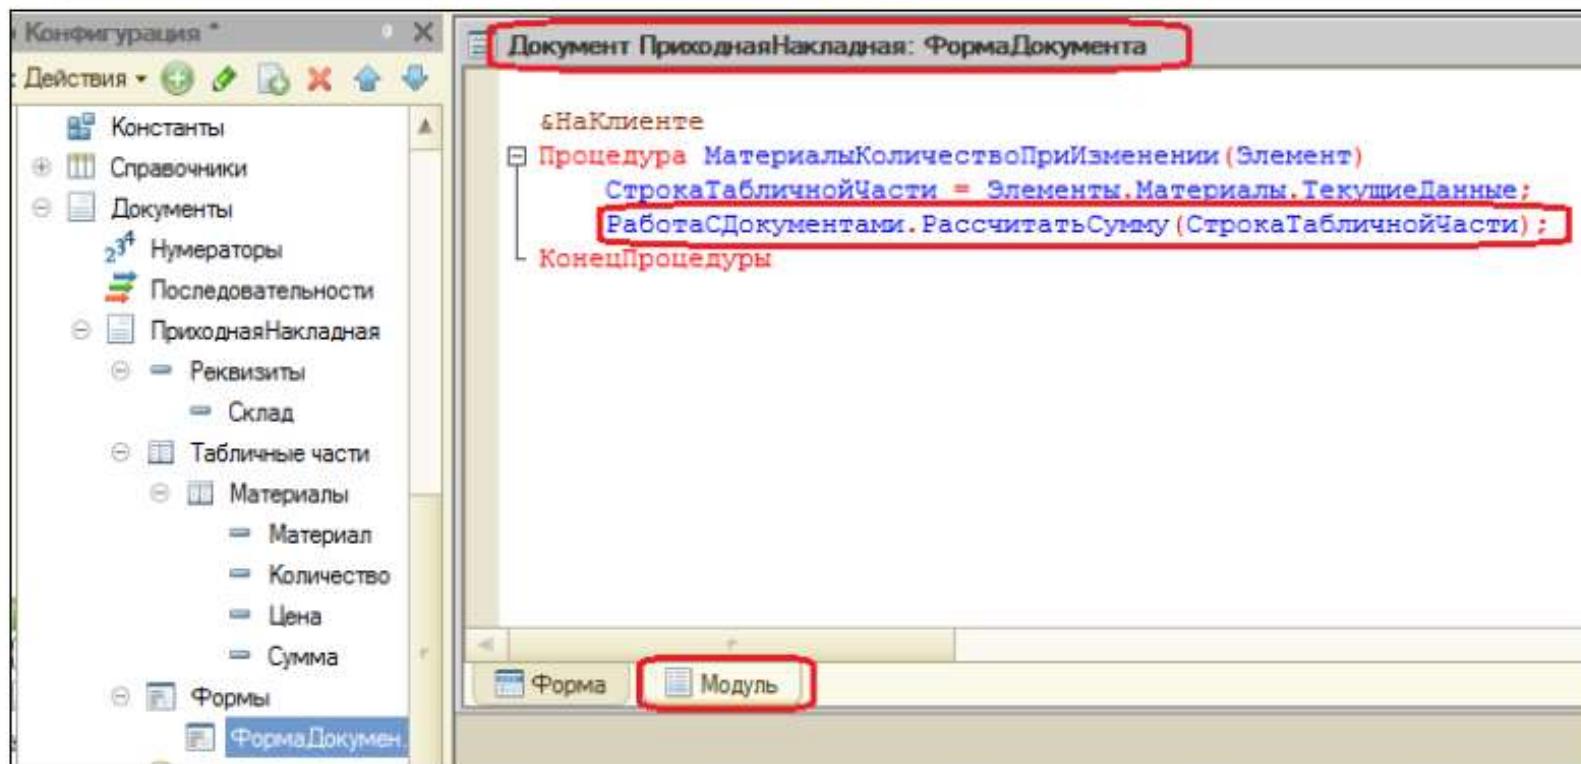 Конфигурация *
Действия
Константы
Справочники
Документы
Нумераторы
Последовательности
ПриходнаяНакладная
Реквизиты
Склад
Табличные части
Материалы
Материал
Количество
Цена
Сумма
Формы
ФормаДокумен.
Документ ПриходнаяНакладная: ФормаДокумента
&НаКлиенте
Процедура МатериалыКоличествоПриИзменении(Элемент)
СтрокаТабличнойЧасти = Элементы.Материалы.ТекущиеДанные;
РаботаСДокументами.РассчитатьСумму(СтрокаТабличнойЧасти);
КонецПроцедуры
Форма
Модуль